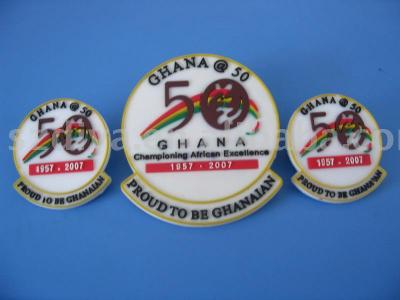 GHANA @ 50
50
1957 - 2007
PROUD TO BE GHANAIAN
GHANA @ 50
50
GHANA
Championing African Excellence
1957 - 2007
PROUD TO BE GHANAIAN
GHANA @ 50
50
1957 - 2007
PROUD TO BE GHANAIAN